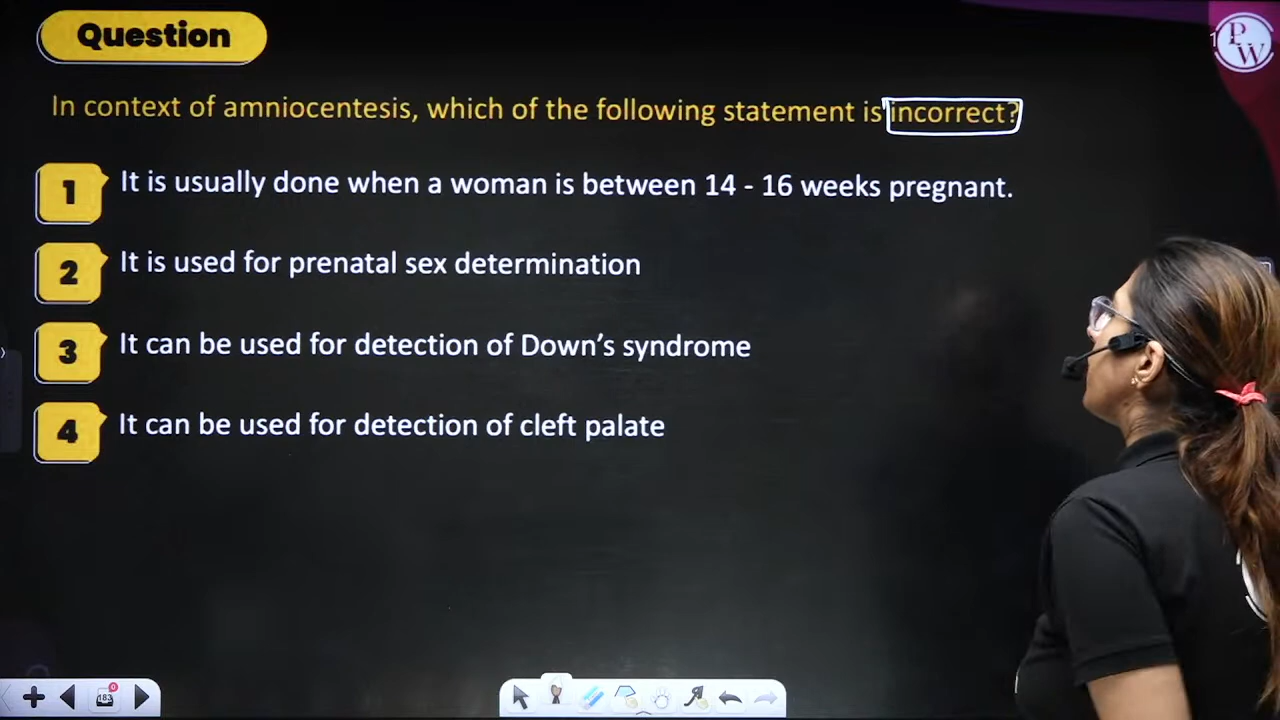 Question
PW
In context of amniocentesis, which of the following statement is incorrect?
1 It is usually done when a woman is between 14 - 16 weeks pregnant.
2 It is used for prenatal sex determination
3 It can be used for detection of Down's syndrome
4 It can be used for detection of cleft palate
183